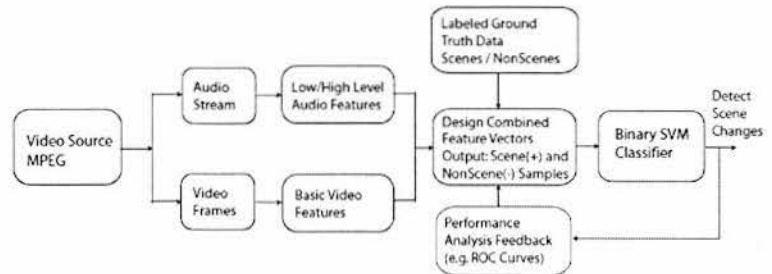 Video Source
MPEG
Audio
Stream
Low/High Level
Audio Features
Video
Frames
Basic Video
Features
Labeled Ground
Truth Data
Scenes / NonScenes
Design Combined
Feature Vectors
Output: Scene(+) and
NonScene(-) Samples
Performance
Analysis Feedback
(e.g. ROC Curves)
Binary SVM
Classifier
Detect
Scene
Changes